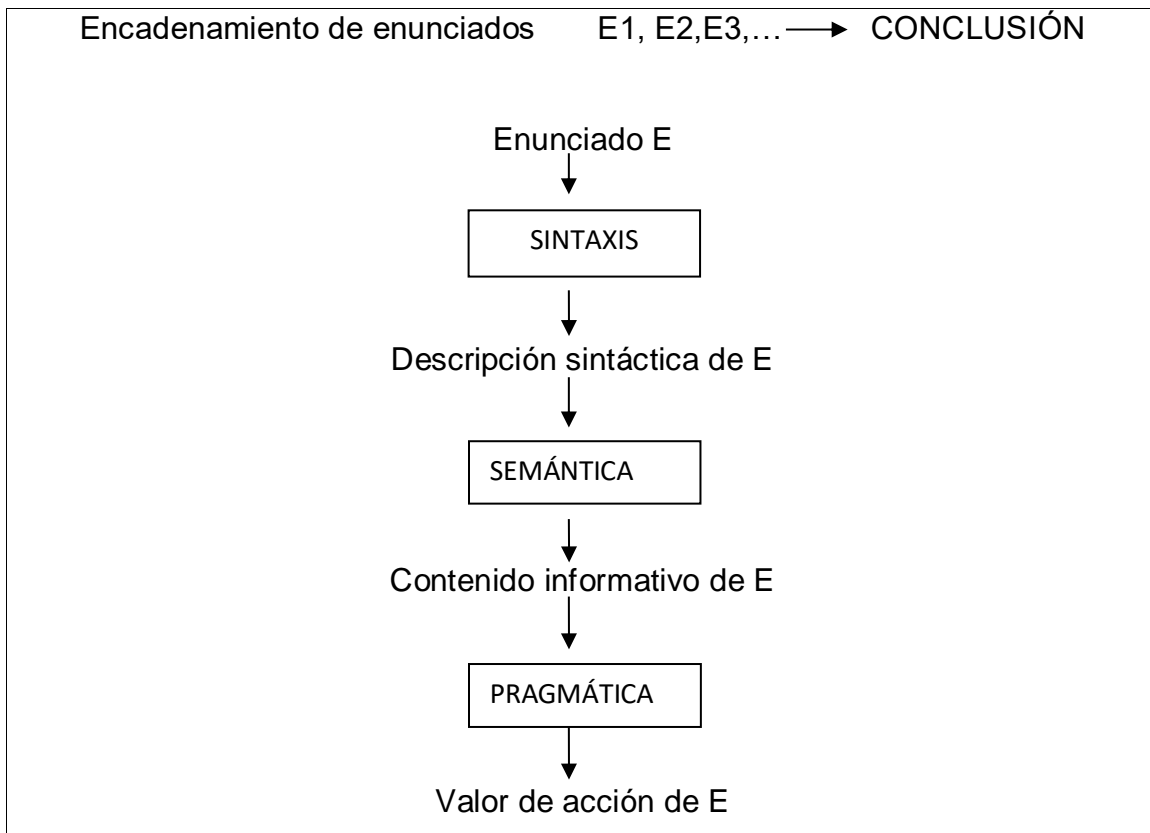 Encadenamiento de enunciados E1, E2,E3,… → CONCLUSIÓN
Enunciado E
SINTAXIS
Descripción sintáctica de E
SEMÁNTICA
Contenido informativo de E
PRAGMÁTICA
Valor de acción de E